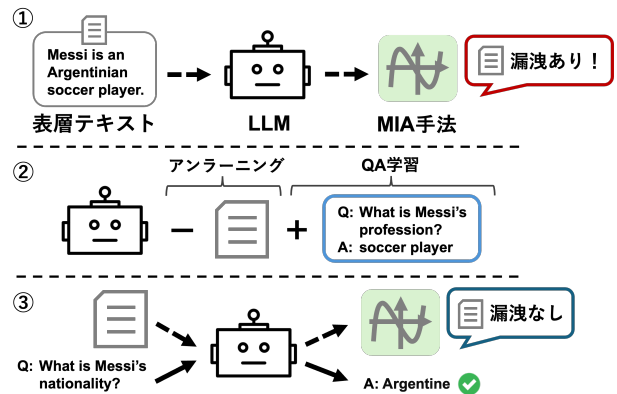 ①
Messi is an
Argentinian
soccer player.
表層テキスト
LLM
MIA手法
漏洩あり！
②
アンラーニング
QA学習
Q: What is Messi's
profession?
A: soccer player
③
漏洩なし
Q: What is Messi's
nationality?
A: Argentine